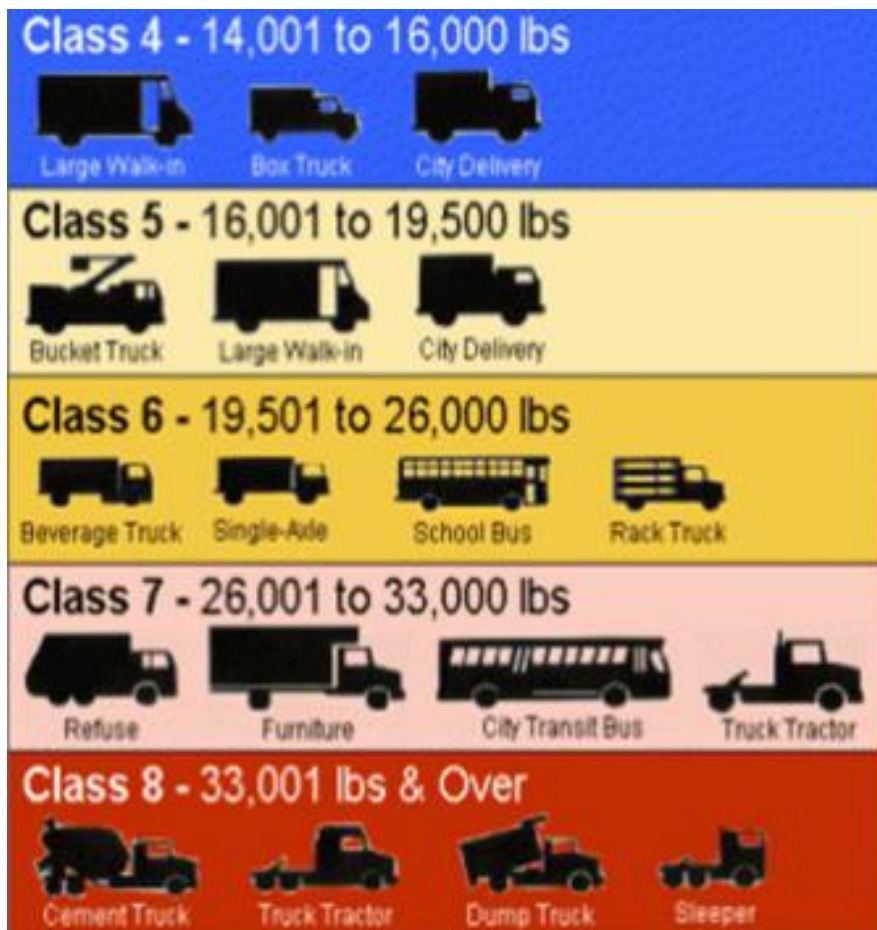 Class 4 - 14,001 to 16,000 lbs
Large Walk-in Box Truck City Delivery
Class 5 - 16,001 to 19,500 lbs
Bucket Truck Large Walk-in City Delivery
Class 6 - 19,501 to 26,000 lbs
Beverage Truck Single-Axle School Bus Rack Truck
Class 7 - 26,001 to 33,000 lbs
Refuse Furniture City Transit Bus Truck Tractor
Class 8 - 33,001 lbs & Over
Cement Truck Truck Tractor Dump Truck Sleeper